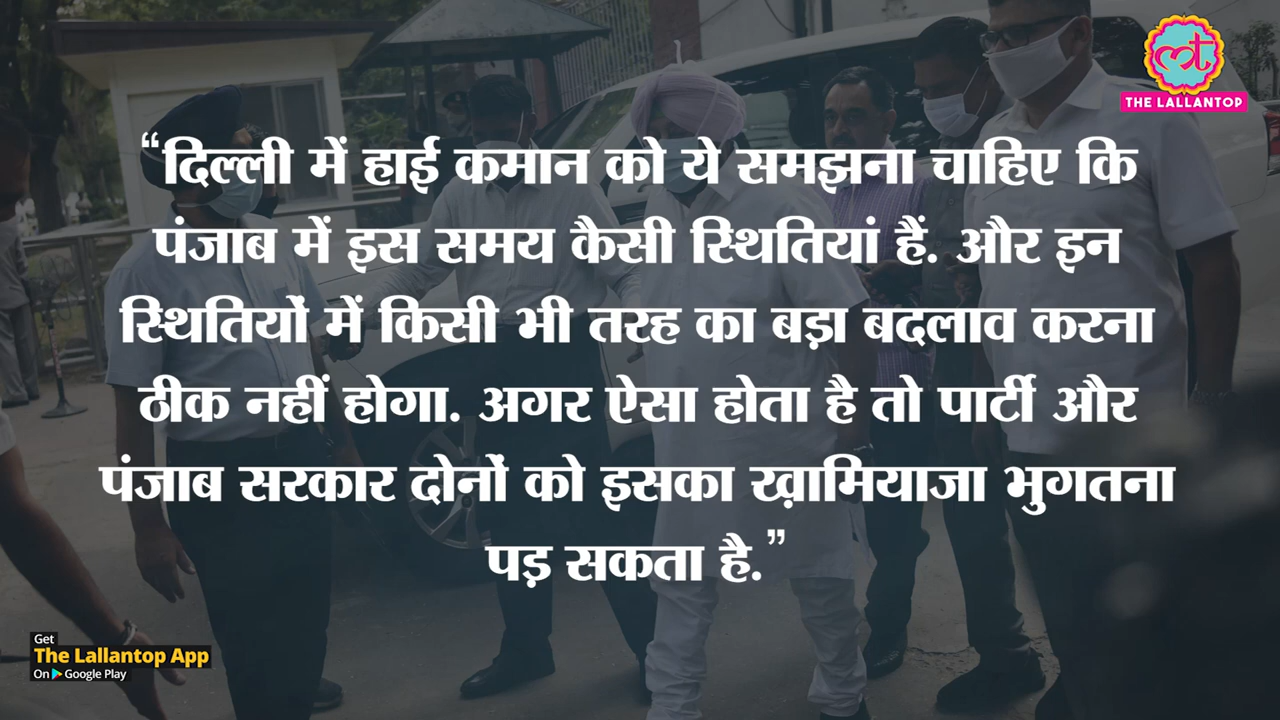 THE LALLANTOP
“दिल्ली में हाई कमान को ये समझना चाहिए कि
पंजाब में इस समय कैसी स्थितियां हैं. और इन
स्थितियों में किसी भी तरह का बड़ा बदलाव करना
ठीक नहीं होगा. अगर ऐसा होता है तो पार्टी और
पंजाब सरकार दोनों को इसका ख़ामियाजा भुगतना
पड़ सकता है.”
Get
The Lallantop App
On Google Play